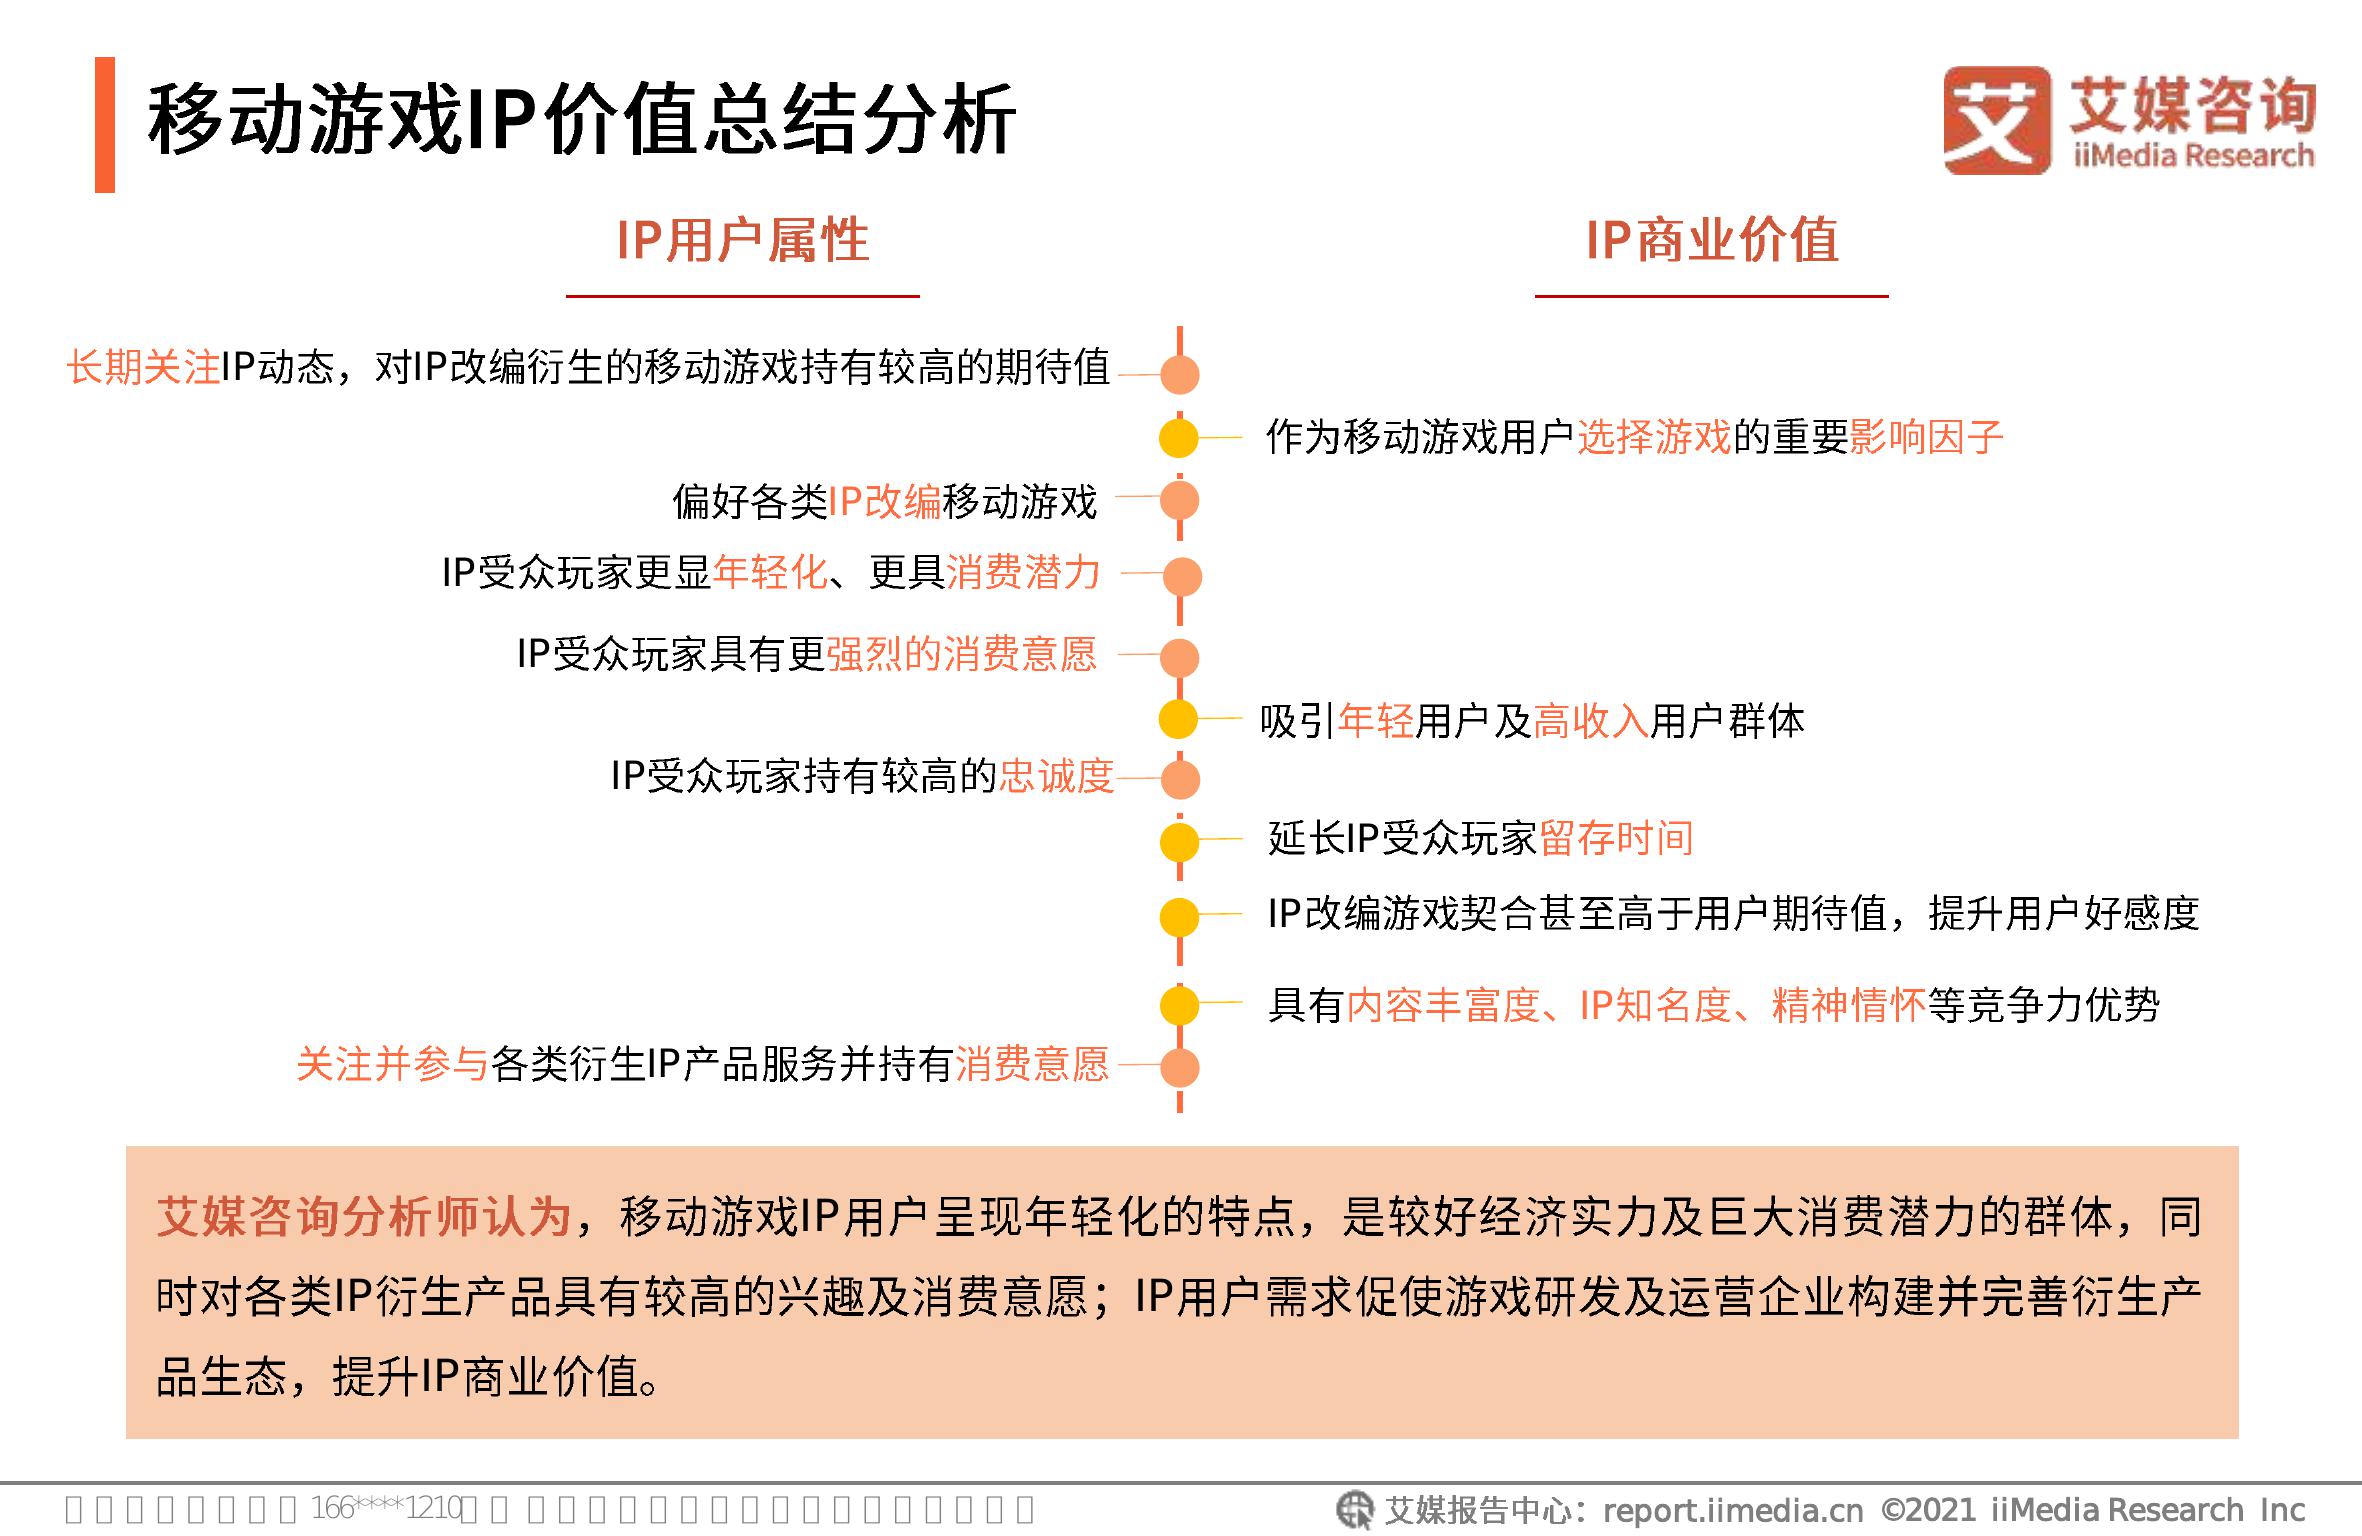 移动游戏IP价值总结分析
艾 艾媒咨询
iiMedia Research
IP用户属性
IP商业价值
长期关注IP动态，对IP改编衍生的移动游戏持有较高的期待值
作为移动游戏用户选择游戏的重要影响因子
偏好各类IP改编移动游戏
IP受众玩家更显年轻化、更具消费潜力
IP受众玩家具有更强烈的消费意愿
吸引年轻用户及高收入用户群体
IP受众玩家持有较高的忠诚度
延长IP受众玩家留存时间
IP改编游戏契合甚至高于用户期待值，提升用户好感度
具有内容丰富度、IP知名度、精神情怀等竞争力优势
关注并参与各类衍生IP产品服务并持有消费意愿
艾媒咨询分析师认为，移动游戏IP用户呈现年轻化的特点，是较好经济实力及巨大消费潜力的群体，同
时对各类IP衍生产品具有较高的兴趣及消费意愿；IP用户需求促使游戏研发及运营企业构建并完善衍生产
品生态，提升IP商业价值。
166****1210
艾媒报告中心：report.iimedia.cn ©2021 iiMedia Research Inc